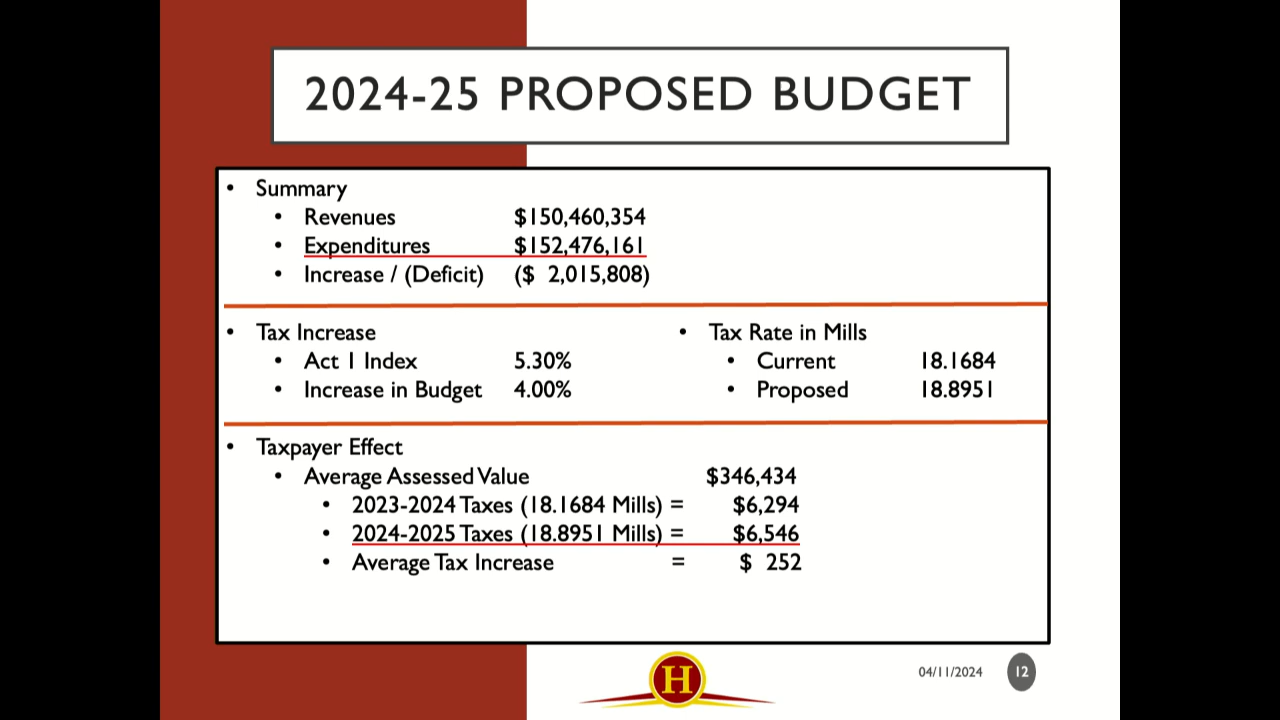 2024-25 PROPOSED BUDGET
• Summary
• Revenues $150,460,354
• Expenditures $152,476,161
• Increase / (Deficit) ($ 2,015,808)
• Tax Increase
• Act 1 Index 5.30%
• Increase in Budget 4.00%
• Tax Rate in Mills
• Current 18.1684
• Proposed 18.8951
• Taxpayer Effect
• Average Assessed Value $346,434
• 2023-2024 Taxes (18.1684 Mills) = $6,294
• 2024-2025 Taxes (18.8951 Mills) = $6,546
• Average Tax Increase = $ 252
H
04/11/2024 12